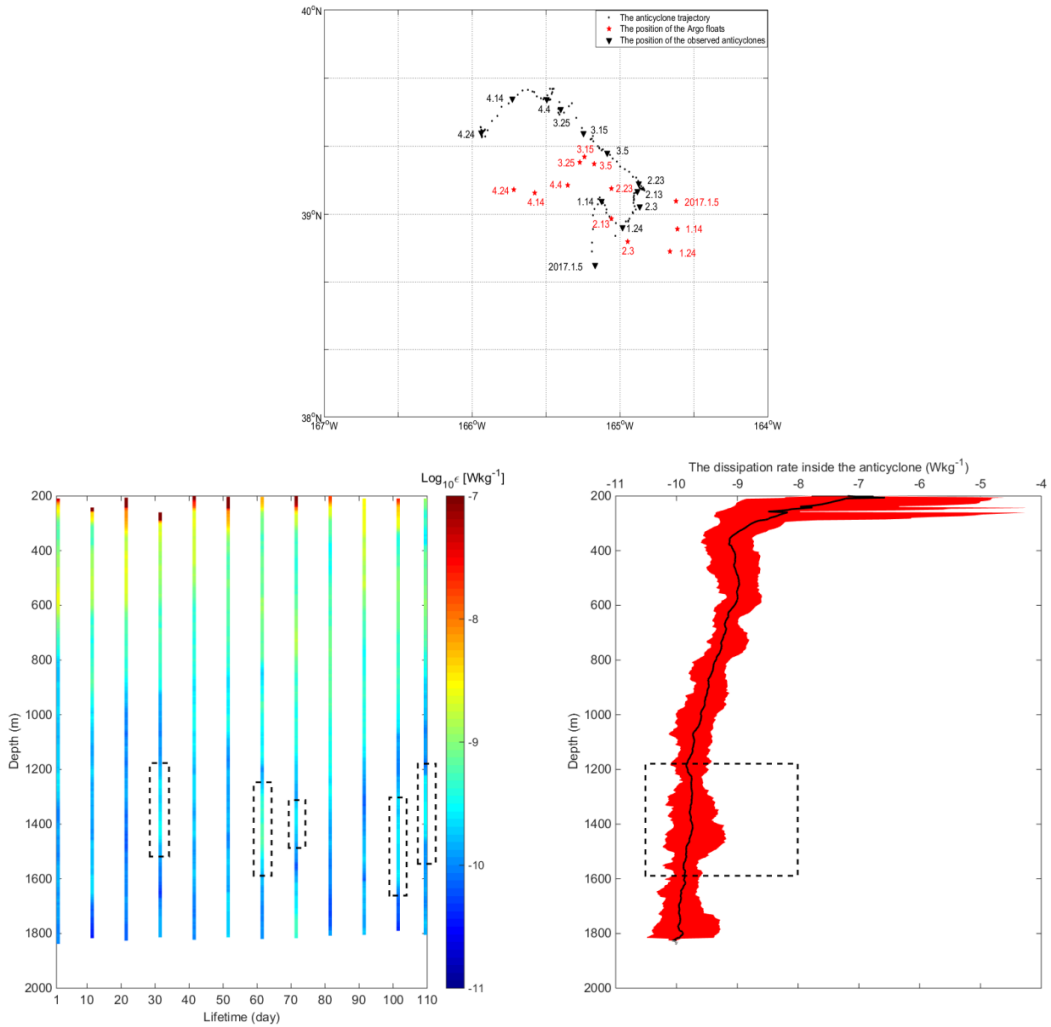 40°N
The anticyclone trajectory
The position of the Argo floats
The position of the observed anticyclones
4.14
4.4
3.25
4.24
3.15
3.5
3.15
3.25
3.5
2.23
4.24
4.4
2.23
2.13
4.14
1.14
2.3
2017.1.5
39°N
2.13
1.24
1.14
2.3
1.24
2017.1.5
38°N
167°W
166°W
165°W
164°W
Log10 ϵ [Wkg-1]
200
400
600
800
1000
1200
1400
1600
1800
2000
Depth (m)
1 10 20 30 40 50 60 70 80 90 100 110
Lifetime (day)
-7
-8
-9
-10
-11
The dissipation rate inside the anticyclone (Wkg-1)
-10 -9 -8 -7 -6 -5 -4
200
400
600
800
1000
1200
1400
1600
1800
2000
Depth (m)